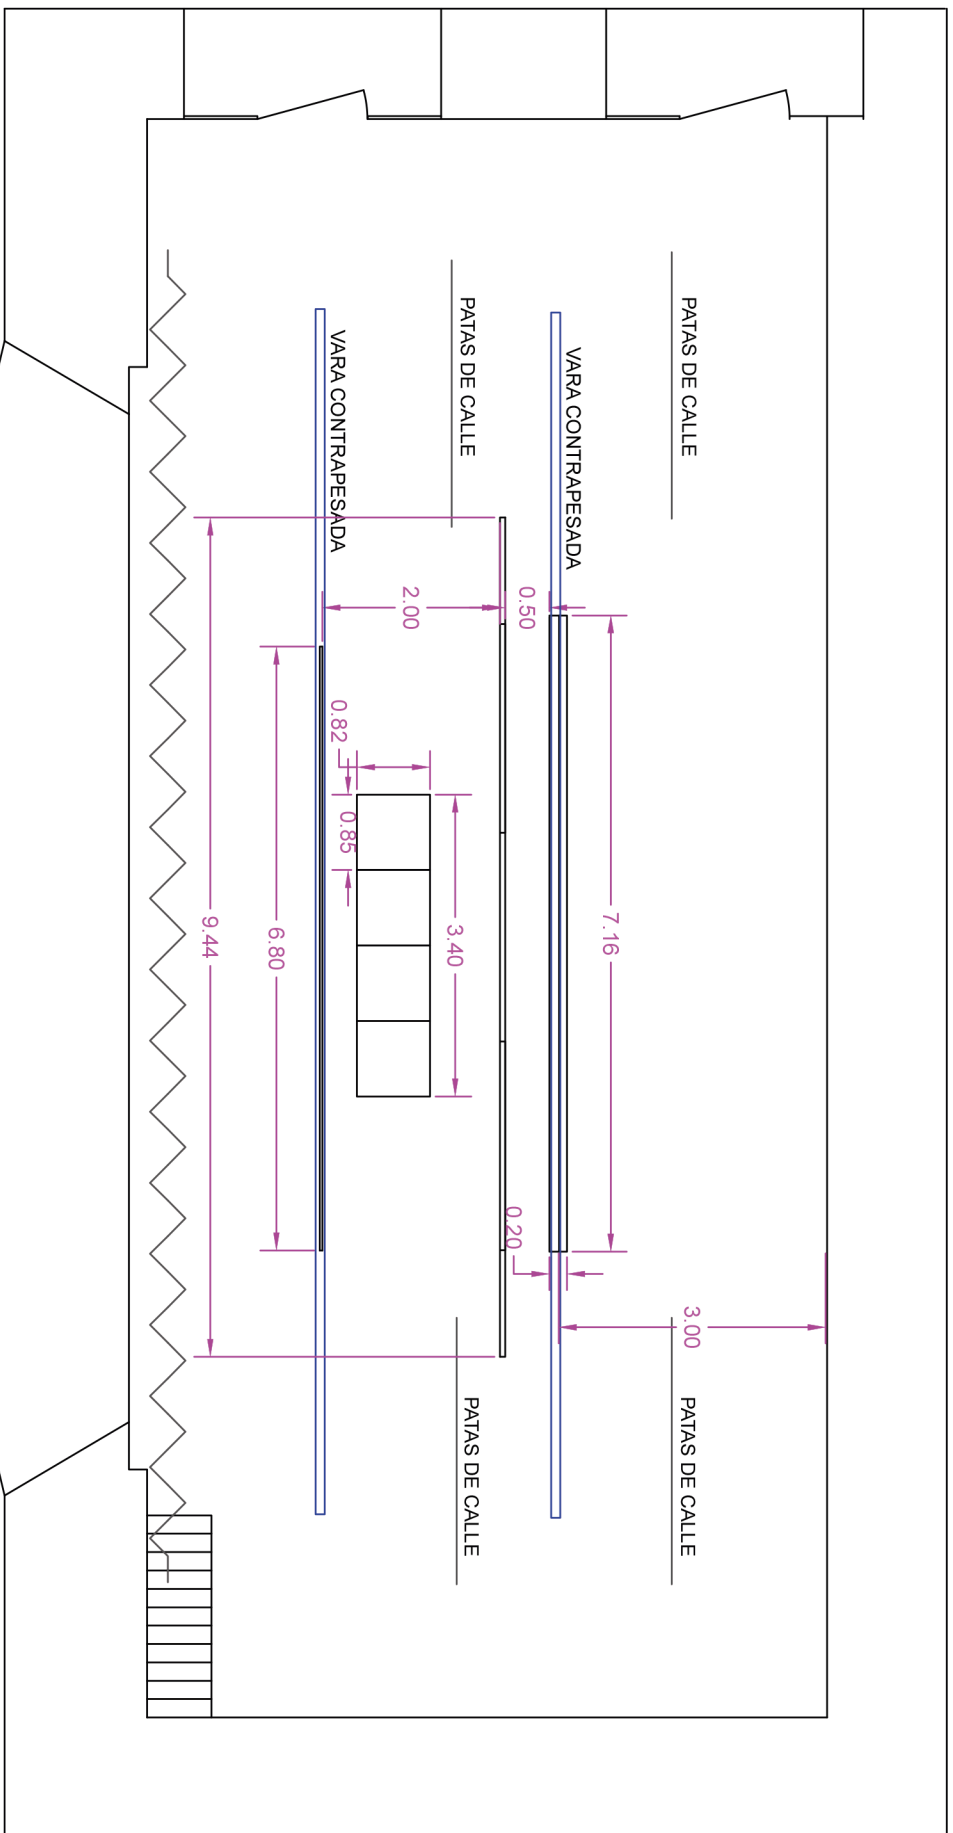 PATAS DE CALLE
PATAS DE CALLE
VARA CONTRAPESADA
VARA CONTRAPESADA
7.16
0.50
2.00
0.82
0.85
3.40
6.80
9.44
0.20
3.00
PATAS DE CALLE
PATAS DE CALLE